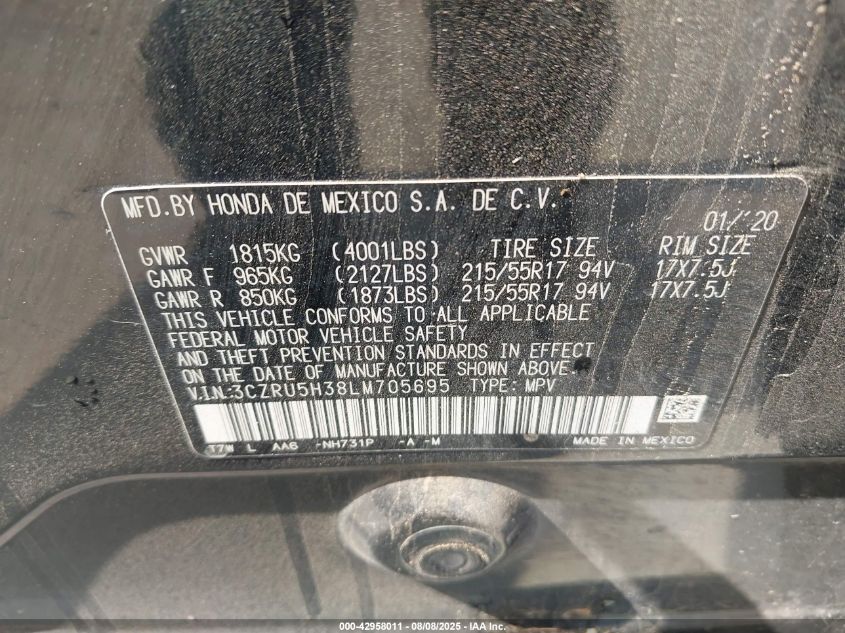 MFD.BY HONDA DE MEXICO S.A. DE C.V.
01/'20
GVWR 1815KG (4001LBS) TIRE SIZE RIM SIZE
GAWR F 965KG (2127LBS) 215/55R17 94V 17X7.5J
GAWR R 850KG (1873LBS) 215/55R17 94V 17X7.5J
THIS VEHICLE CONFORMS TO ALL APPLICABLE
FEDERAL MOTOR VEHICLE SAFETY
AND THEFT PREVENTION STANDARDS IN EFFECT
ON THE DATE OF MANUFACTURE SHOWN ABOVE.
V.I.N:3CZRU5H38LM705695 TYPE: MPV
T7W L AA6 -NH731P -A -M MADE IN MEXICO
000-42958011 - 08/08/2025 - IAA Inc.